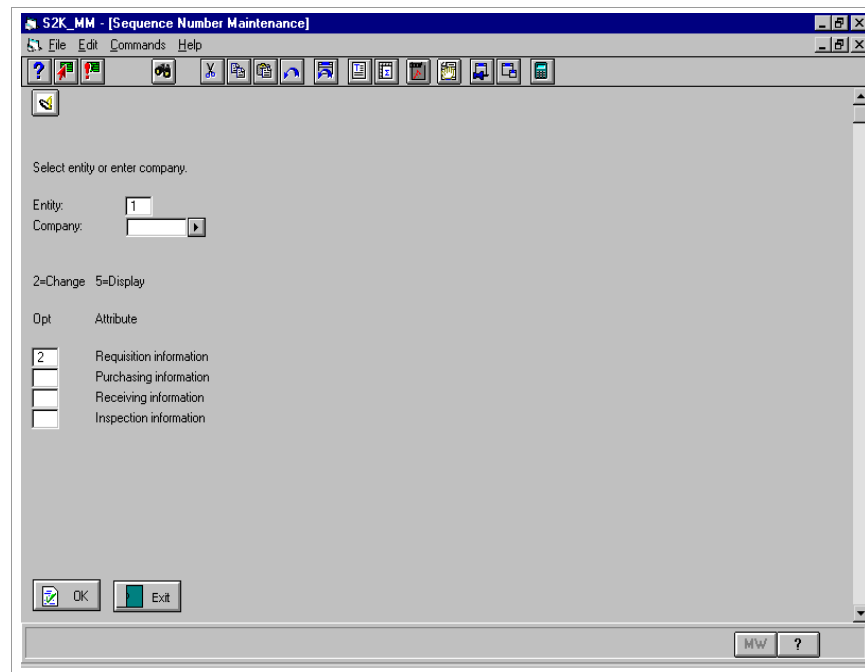 S2K_MM - [Sequence Number Maintenance]
File Edit Commands Help
Select entity or enter company.
Entity: 1
Company:
2=Change 5=Display
Opt Attribute
2 Requisition information
Purchasing information
Receiving information
Inspection information
OK Exit
MW ?